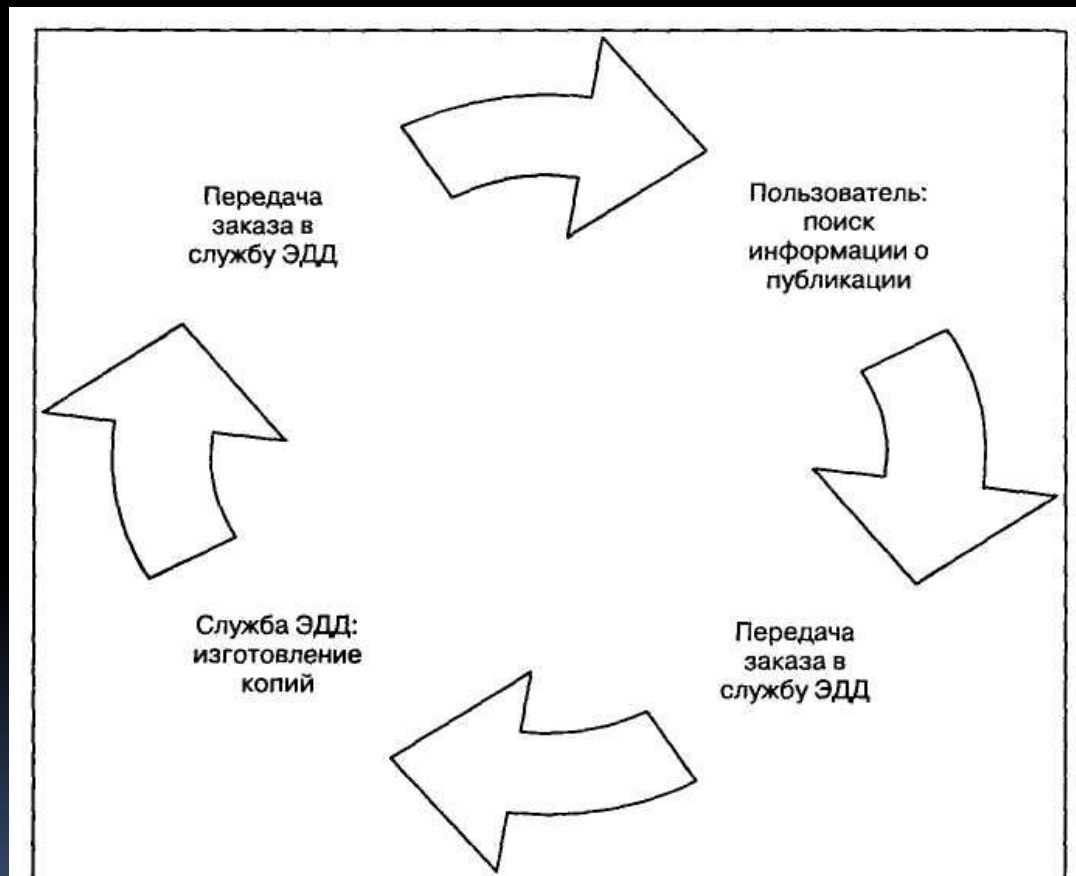 Передача
заказа в
службу ЭДД
Пользователь:
поиск
информации о
публикации
Служба ЭДД:
изготовление
копий
Передача
заказа в
службу ЭДД